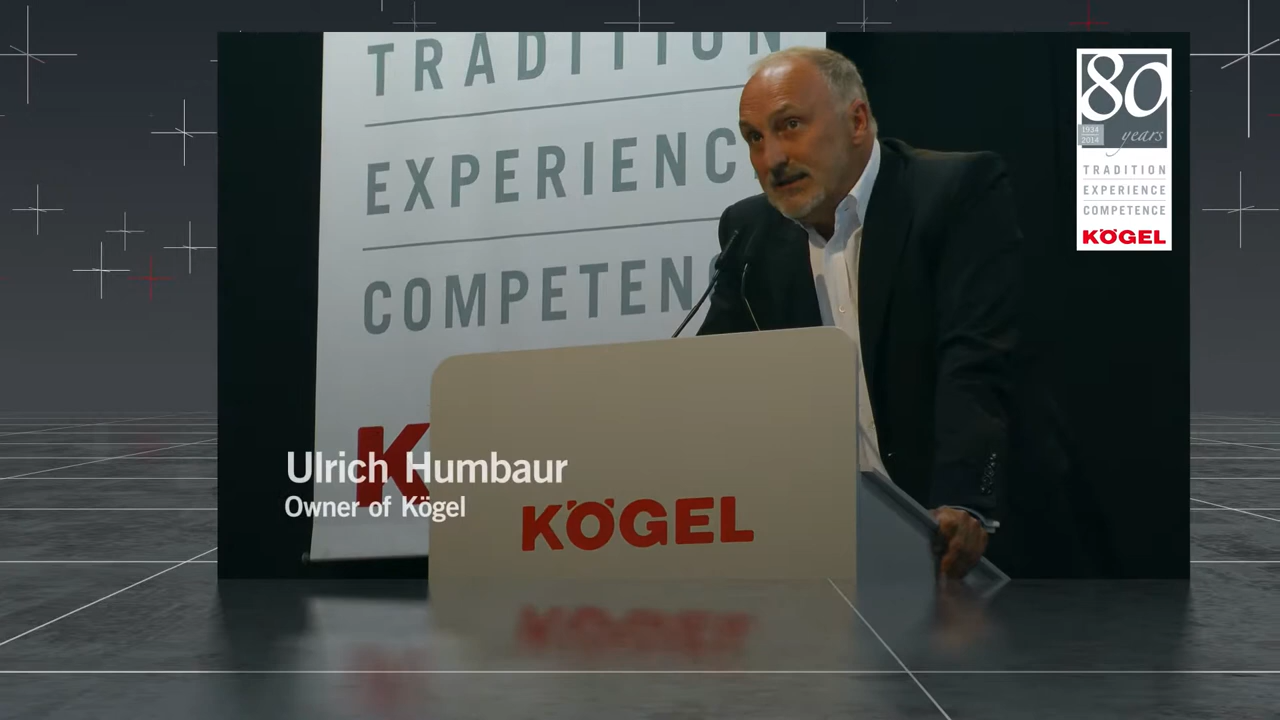 TRADITION
EXPERIENC
COMPETENC
K
Ulrich Humbaur
Owner of Kögel
KÖGEL
80
years
1934
2014
TRADITION
EXPERIENCE
COMPETENCE
KÖGEL